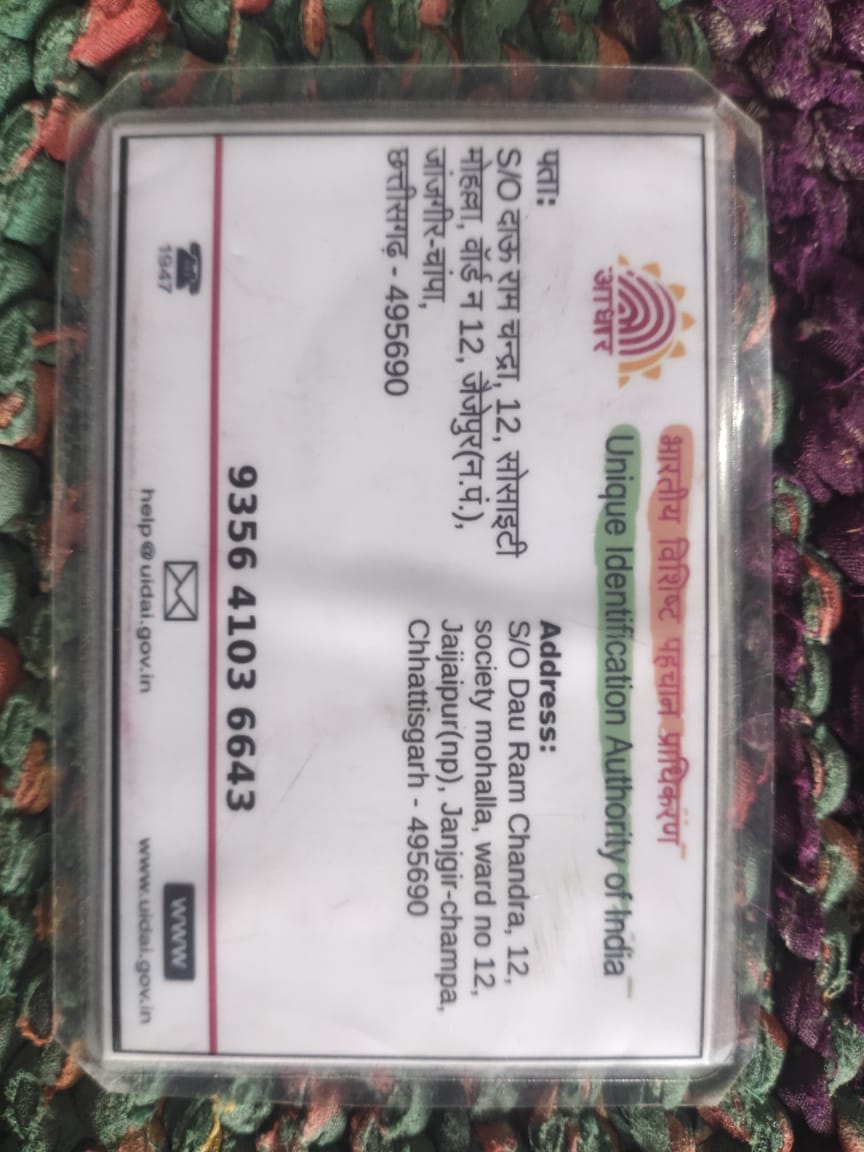 आधार
भारतीय विशिष्ट पहचान प्राधिकरण
Unique Identification Authority of India
पता:
S/O दाऊ राम चन्द्रा, 12, सोसाइटी
मोहल्ला, वॉर्ड न 12, जैजेपुर(न.पं.),
जांजगीर-चांपा,
छत्तीसगढ़ - 495690
Address:
S/O Dau Ram Chandra, 12,
society mohalla, ward no 12,
Jaijaipur(np), Janjgir-champa,
Chhattisgarh - 495690
9356 4103 6643
1947
help@uidai.gov.in
www
www.uidai.gov.in